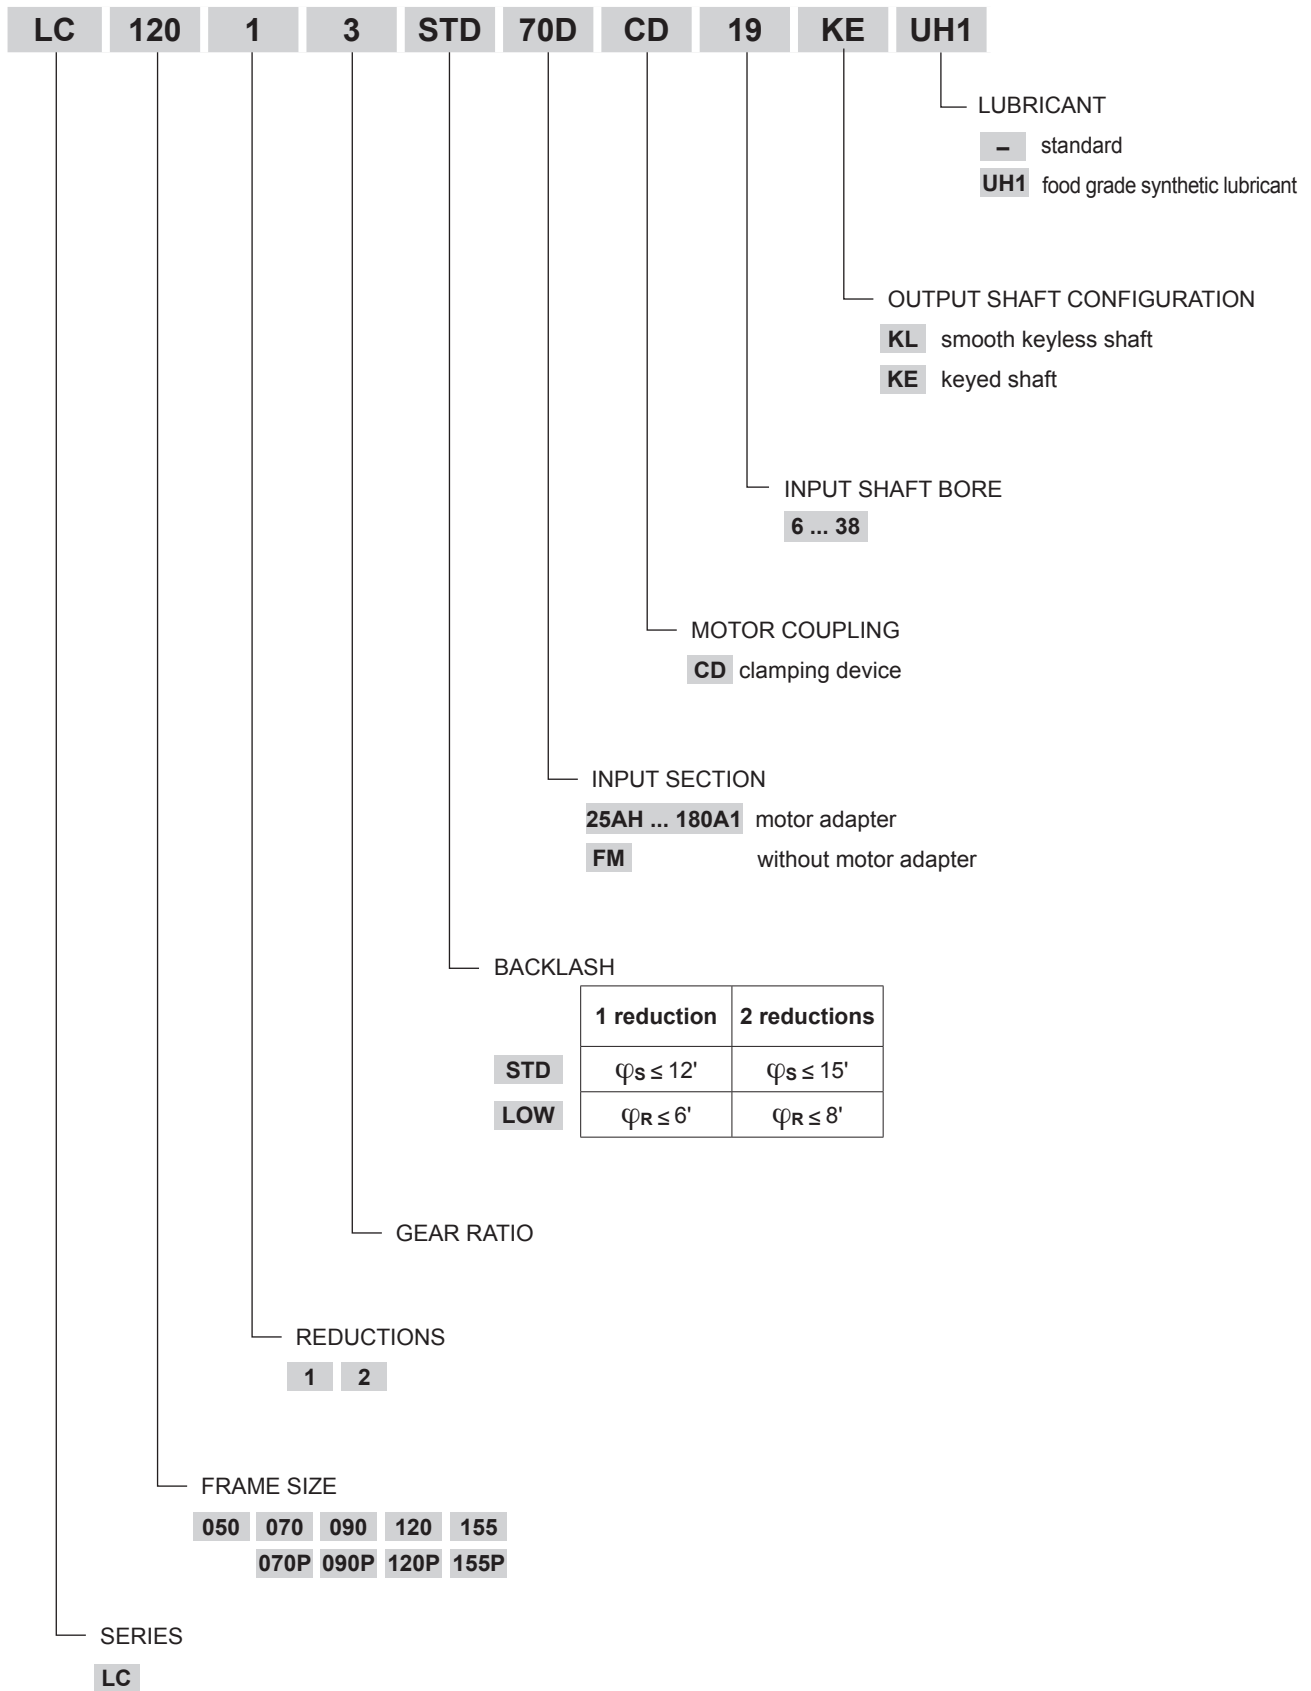 LC 120 1 3 STD 70D CD 19 KE UH1
LUBRICANT
– standard
UH1 food grade synthetic lubricant
OUTPUT SHAFT CONFIGURATION
KL smooth keyless shaft
KE keyed shaft
INPUT SHAFT BORE
6 ... 38
MOTOR COUPLING
CD clamping device
INPUT SECTION
25AH ... 180A1 motor adapter
FM without motor adapter
BACKLASH
1 reduction 2 reductions
STD φS ≤ 12' φS ≤ 15'
LOW φR ≤ 6' φR ≤ 8'
GEAR RATIO
REDUCTIONS
1 2
FRAME SIZE
050 070 090 120 155
070P 090P 120P 155P
SERIES
LC